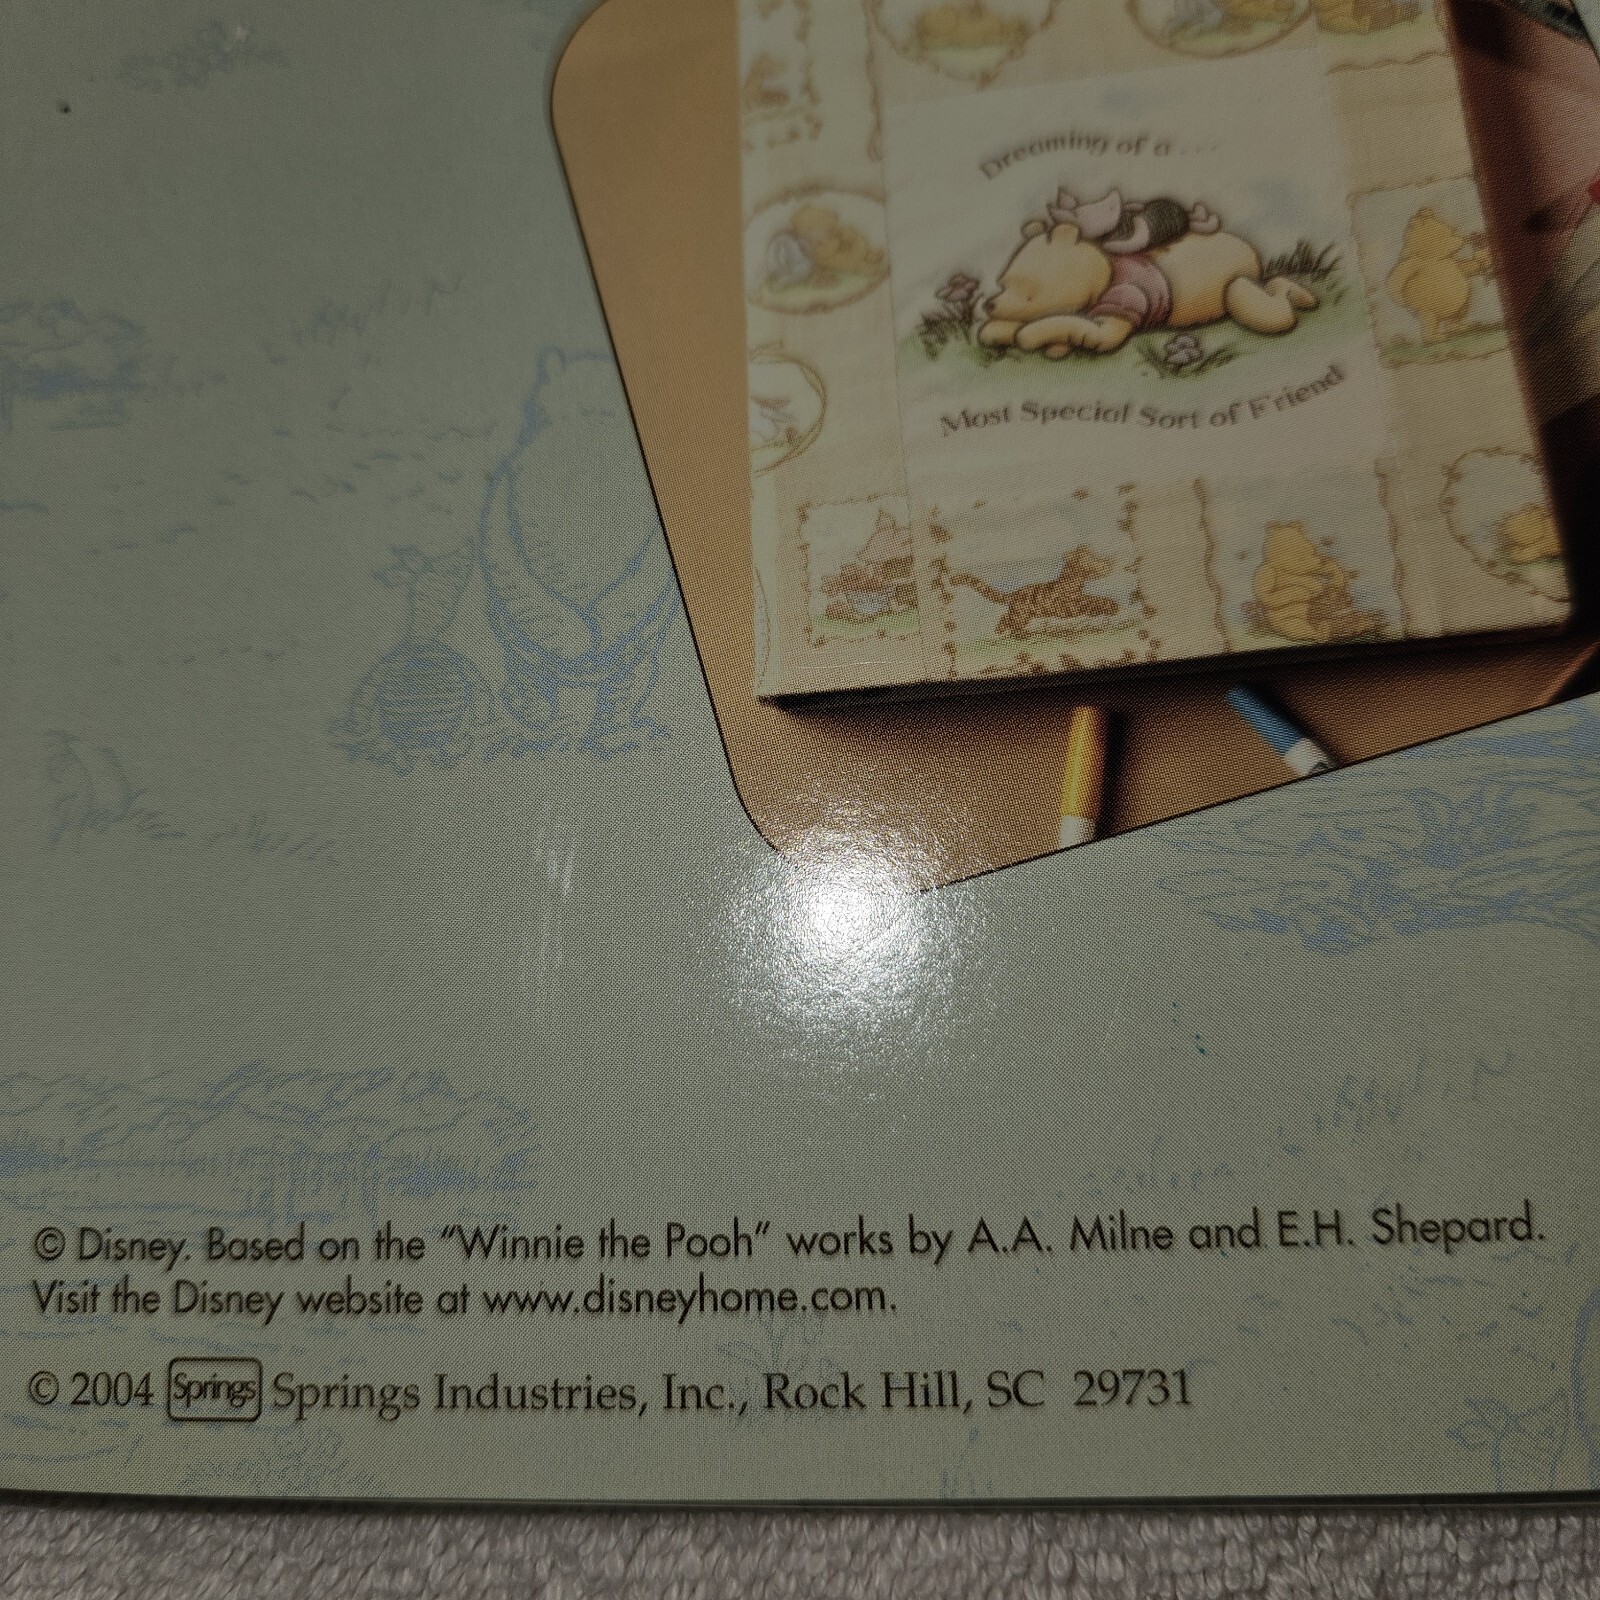 Dreaming of a . . .
Most Special Sort of Friend
© Disney. Based on the “Winnie the Pooh” works by A.A. Milne and E.H. Shepard.
Visit the Disney website at www.disneyhome.com.
© 2004 Springs Springs Industries, Inc., Rock Hill, SC 29731